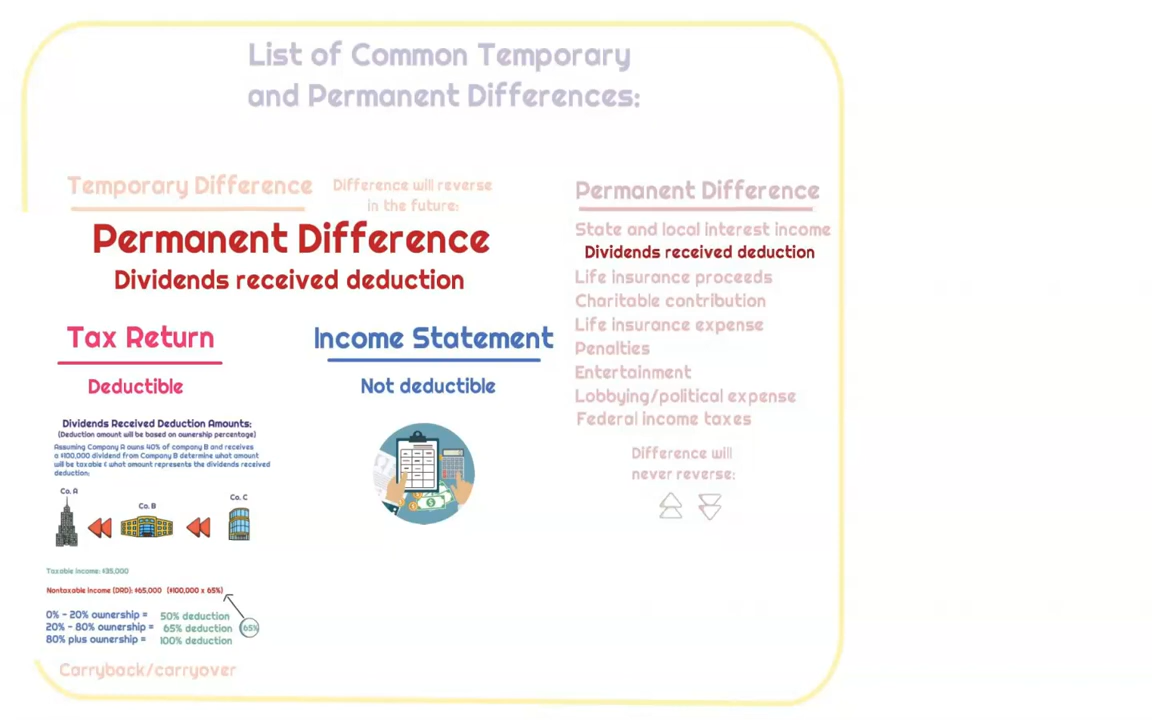 List of Common Temporary
and Permanent Differences:
Temporary Difference
Difference will reverse
in the future:
Permanent Difference
Dividends received deduction
Tax Return
Income Statement
Deductible
Not deductible
Dividends Received Deduction Amounts:
(Deduction amount will be based on ownership percentage)
Assuming Company A owns 40% of company B and receives
a $100,000 dividend from Company B determine what amount
will be taxable & what amount represents the dividends received
deduction:
Co. A
Co. B
Co. C
Taxable income: $35,000
Nontaxable income (DRD): $65,000 ($100,000 x 65%)
0% - 20% ownership = 50% deduction
20% - 80% ownership = 65% deduction 65%
80% plus ownership = 100% deduction
Carryback/carryover
Permanent Difference
State and local interest income
Dividends received deduction
Life insurance proceeds
Charitable contribution
Life insurance expense
Penalties
Entertainment
Lobbying/political expense
Federal income taxes
Difference will
never reverse: